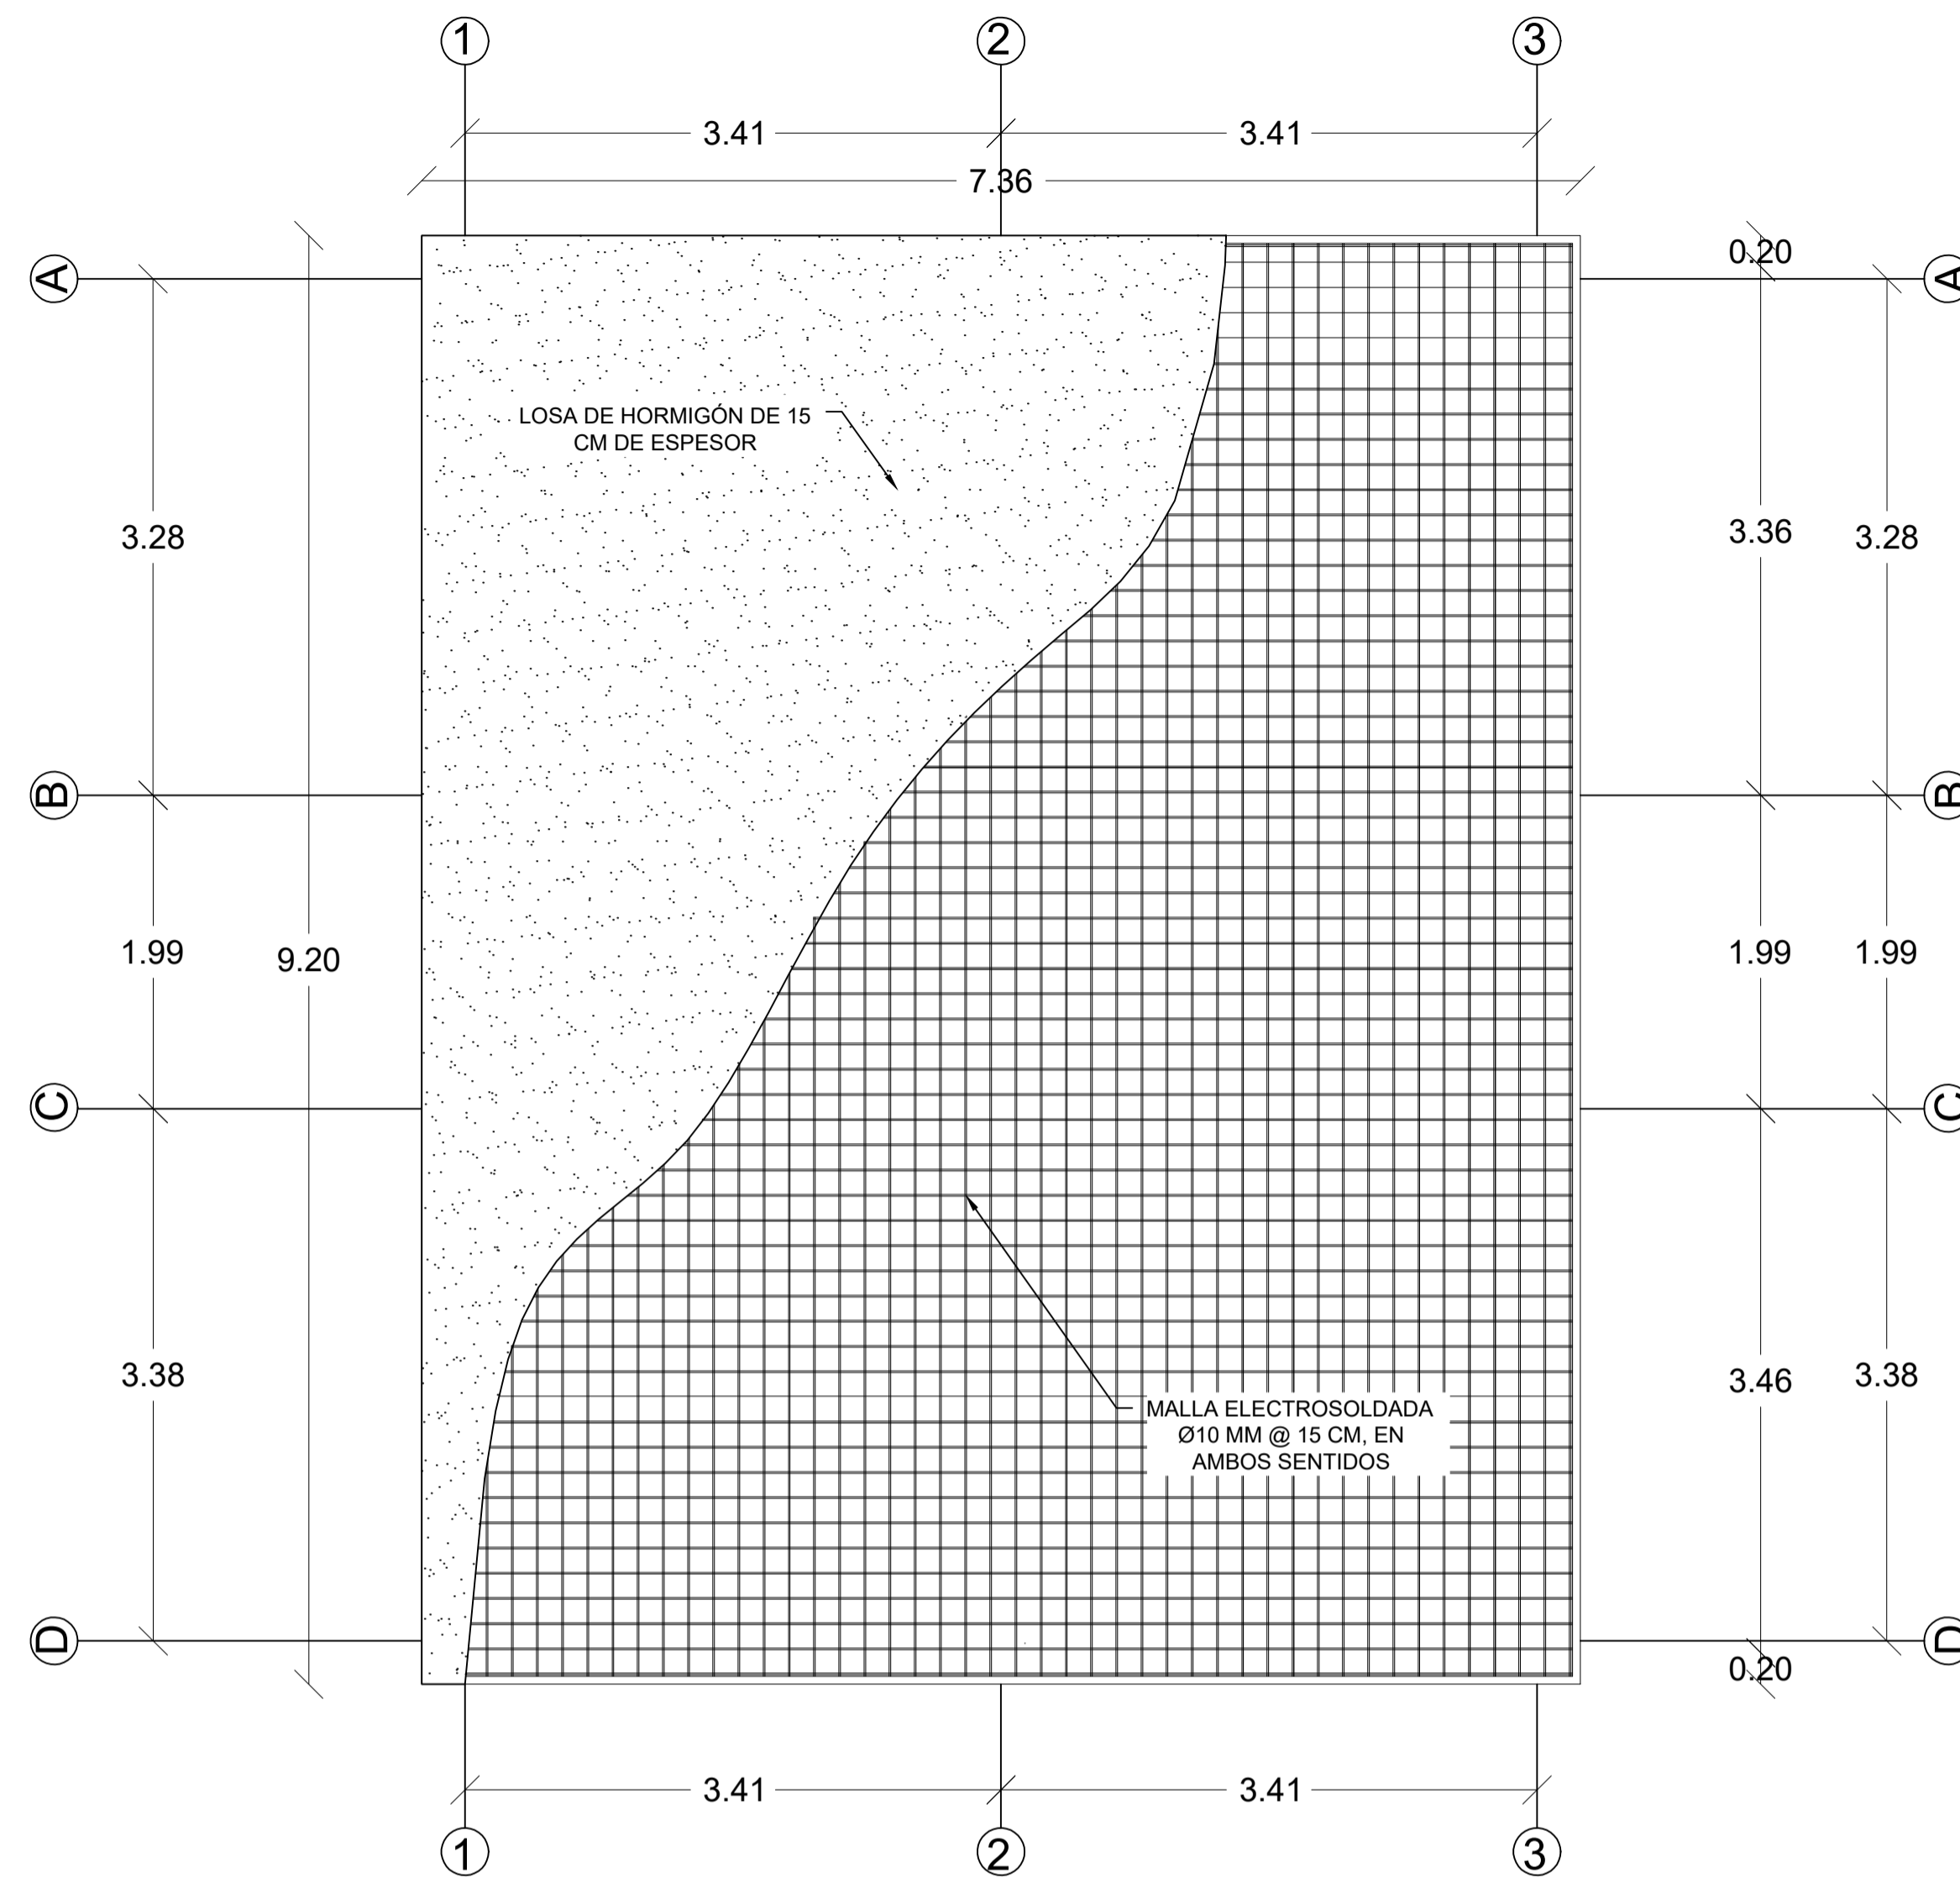 1
2
3
3.41
3.41
7.36
0.20
A
A
LOSA DE HORMIGÓN DE 15
CM DE ESPESOR
3.28
3.36
3.28
B
B
1.99
9.20
1.99
1.99
C
C
3.38
3.46
3.38
MALLA ELECTROSOLDADA
Ø10 MM @ 15 CM, EN
AMBOS SENTIDOS
D
D
0.20
3.41
3.41
1
2
3